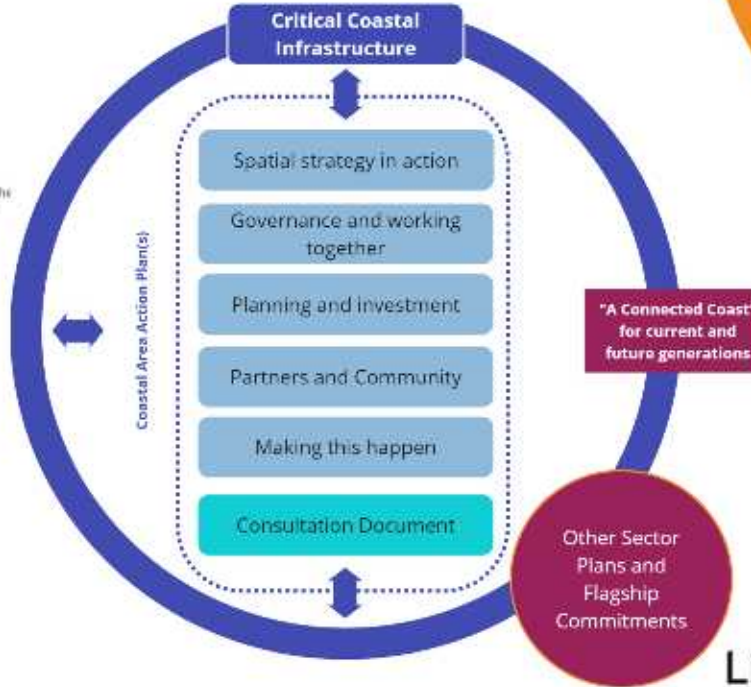 Critical Coastal
Infrastructure
Spatial strategy in action
Governance and working
together
Planning and investment
Partners and Community
Making this happen
Consultation Document
Coastal Area Action Plan(s)
"A Connected Coast"
for current and
future generations
Other Sector
Plans and
Flagship
Commitments